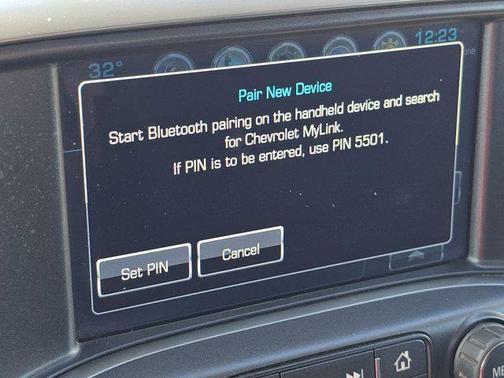 32° 12:23
Pair New Device
Start Bluetooth pairing on the handheld device and search
for Chevrolet MyLink.
If PIN is to be entered, use PIN 5501.
Set PIN Cancel